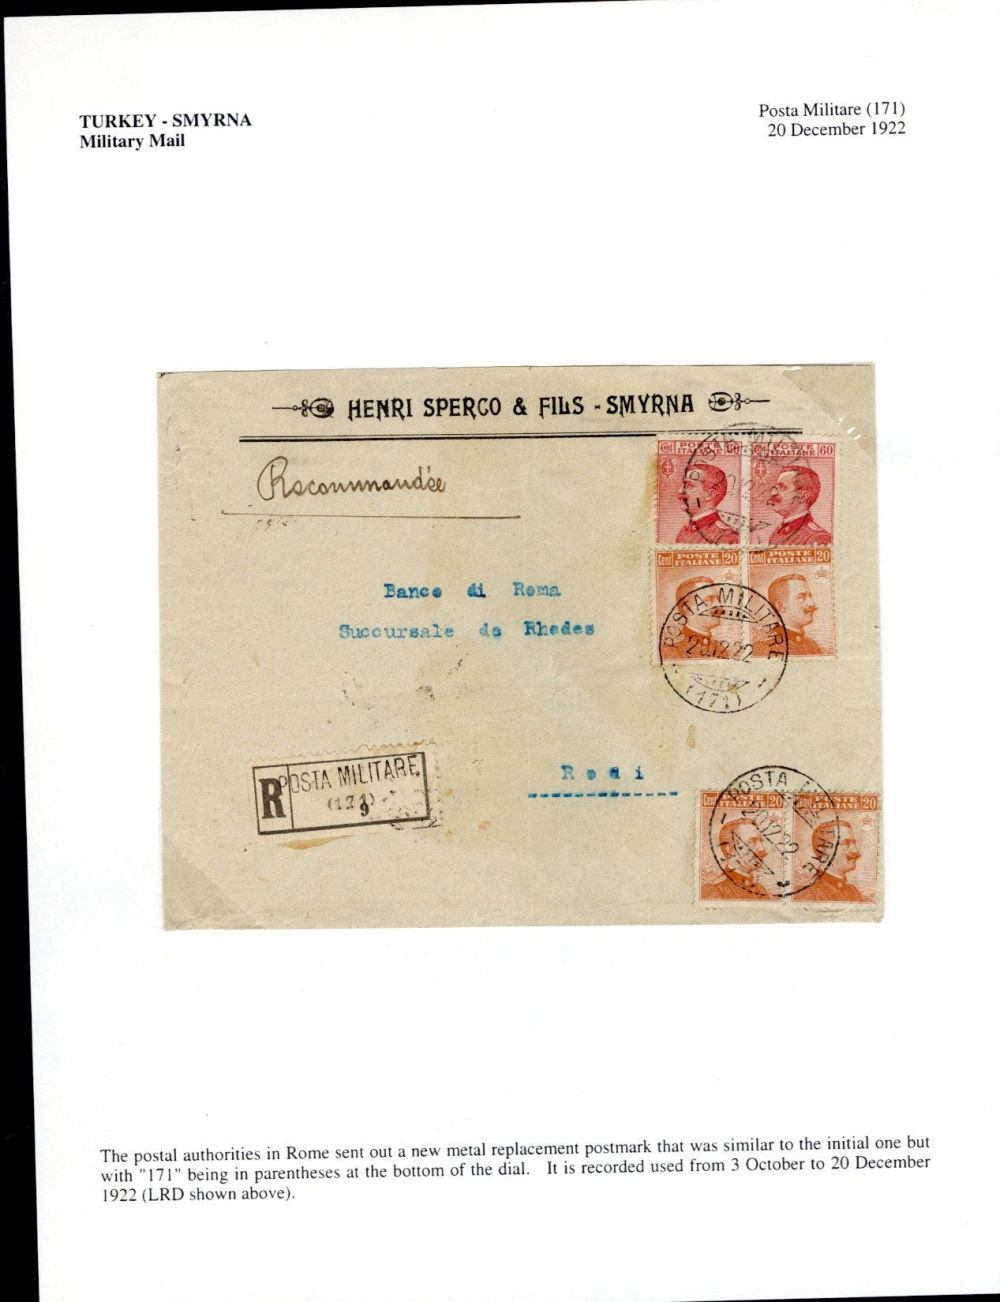 TURKEY - SMYRNA
Military Mail
Posta Militare (171)
20 December 1922
HENRI SPERCO & FILS - SMYRNA
Recommandée
POSTE ITALIANE 60
POSTE ITALIANE 60
Cent POSTE ITALIANE 20
POSTE ITALIANE 20
POSTA MILITARE
20.12.22
(171)
Banco di Roma
Succursale de Rhodes
Rodi
R POSTA MILITARE
(171)
9
POSTA MILITARE
20.12.22
Cent POSTE ITALIANE 20
POSTE ITALIANE 20
The postal authorities in Rome sent out a new metal replacement postmark that was similar to the initial one but
with "171" being in parentheses at the bottom of the dial. It is recorded used from 3 October to 20 December
1922 (LRD shown above).